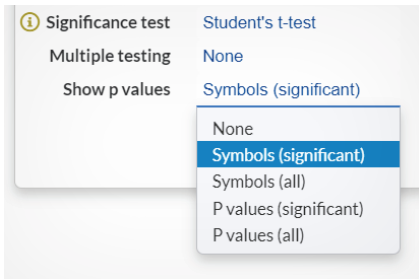 Significance test Student's t-test
Multiple testing None
Show p values Symbols (significant)
None
Symbols (significant)
Symbols (all)
P values (significant)
P values (all)